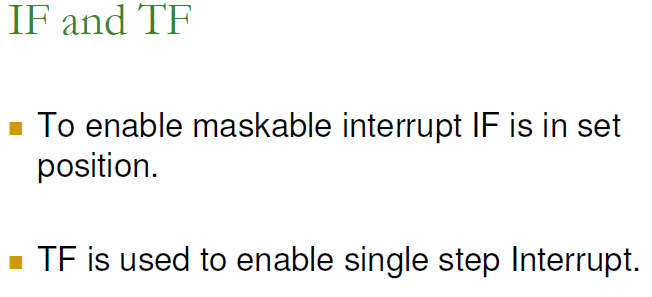 IF and TF
To enable maskable interrupt IF is in set
position.
TF is used to enable single step Interrupt.